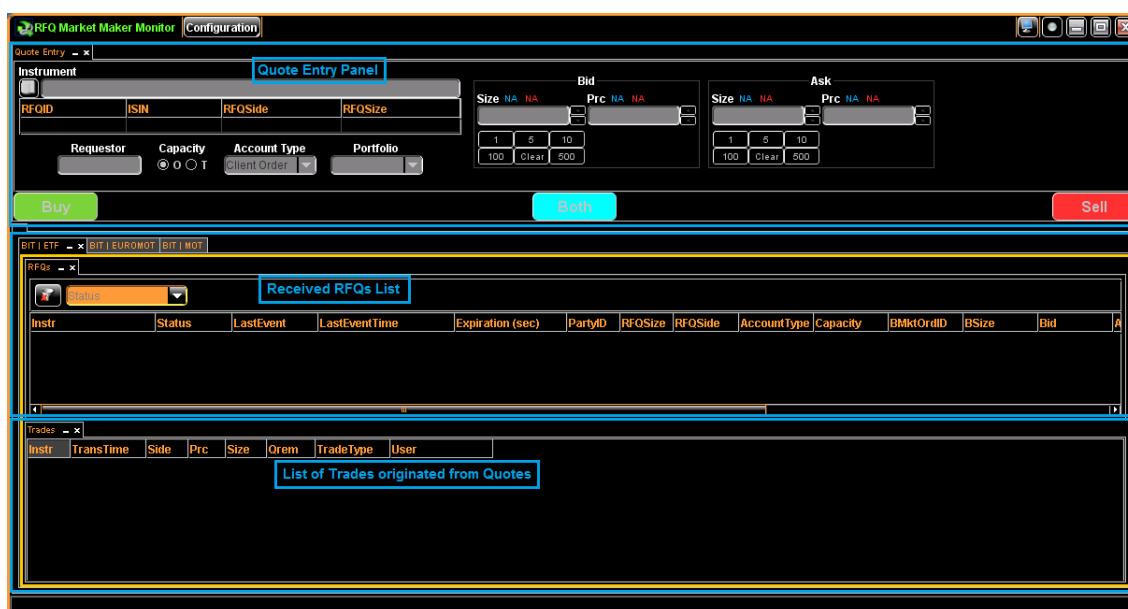 RFQ Market Maker Monitor Configuration
Quote Entry
Quote Entry Panel
Instrument
RFQID ISIN RFQSide RFQSize
Requestor Capacity Account Type Portfolio
O T Client Order
Bid
Size NA NA Prc NA NA
1 5 10
100 Clear 500
Ask
Size NA NA Prc NA NA
1 5 10
100 Clear 500
Buy Both Sell
BIT | ETF BIT | EUROMOT BIT | MOT
RFQs
Received RFQs List
Status
Instr Status LastEvent LastEventTime Expiration (sec) PartyID RFQSize RFQSide AccountType Capacity BMktOrdID BSize Bid A
Trades
Instr TransTime Side Prc Size Qrem TradeType User
List of Trades originated from Quotes